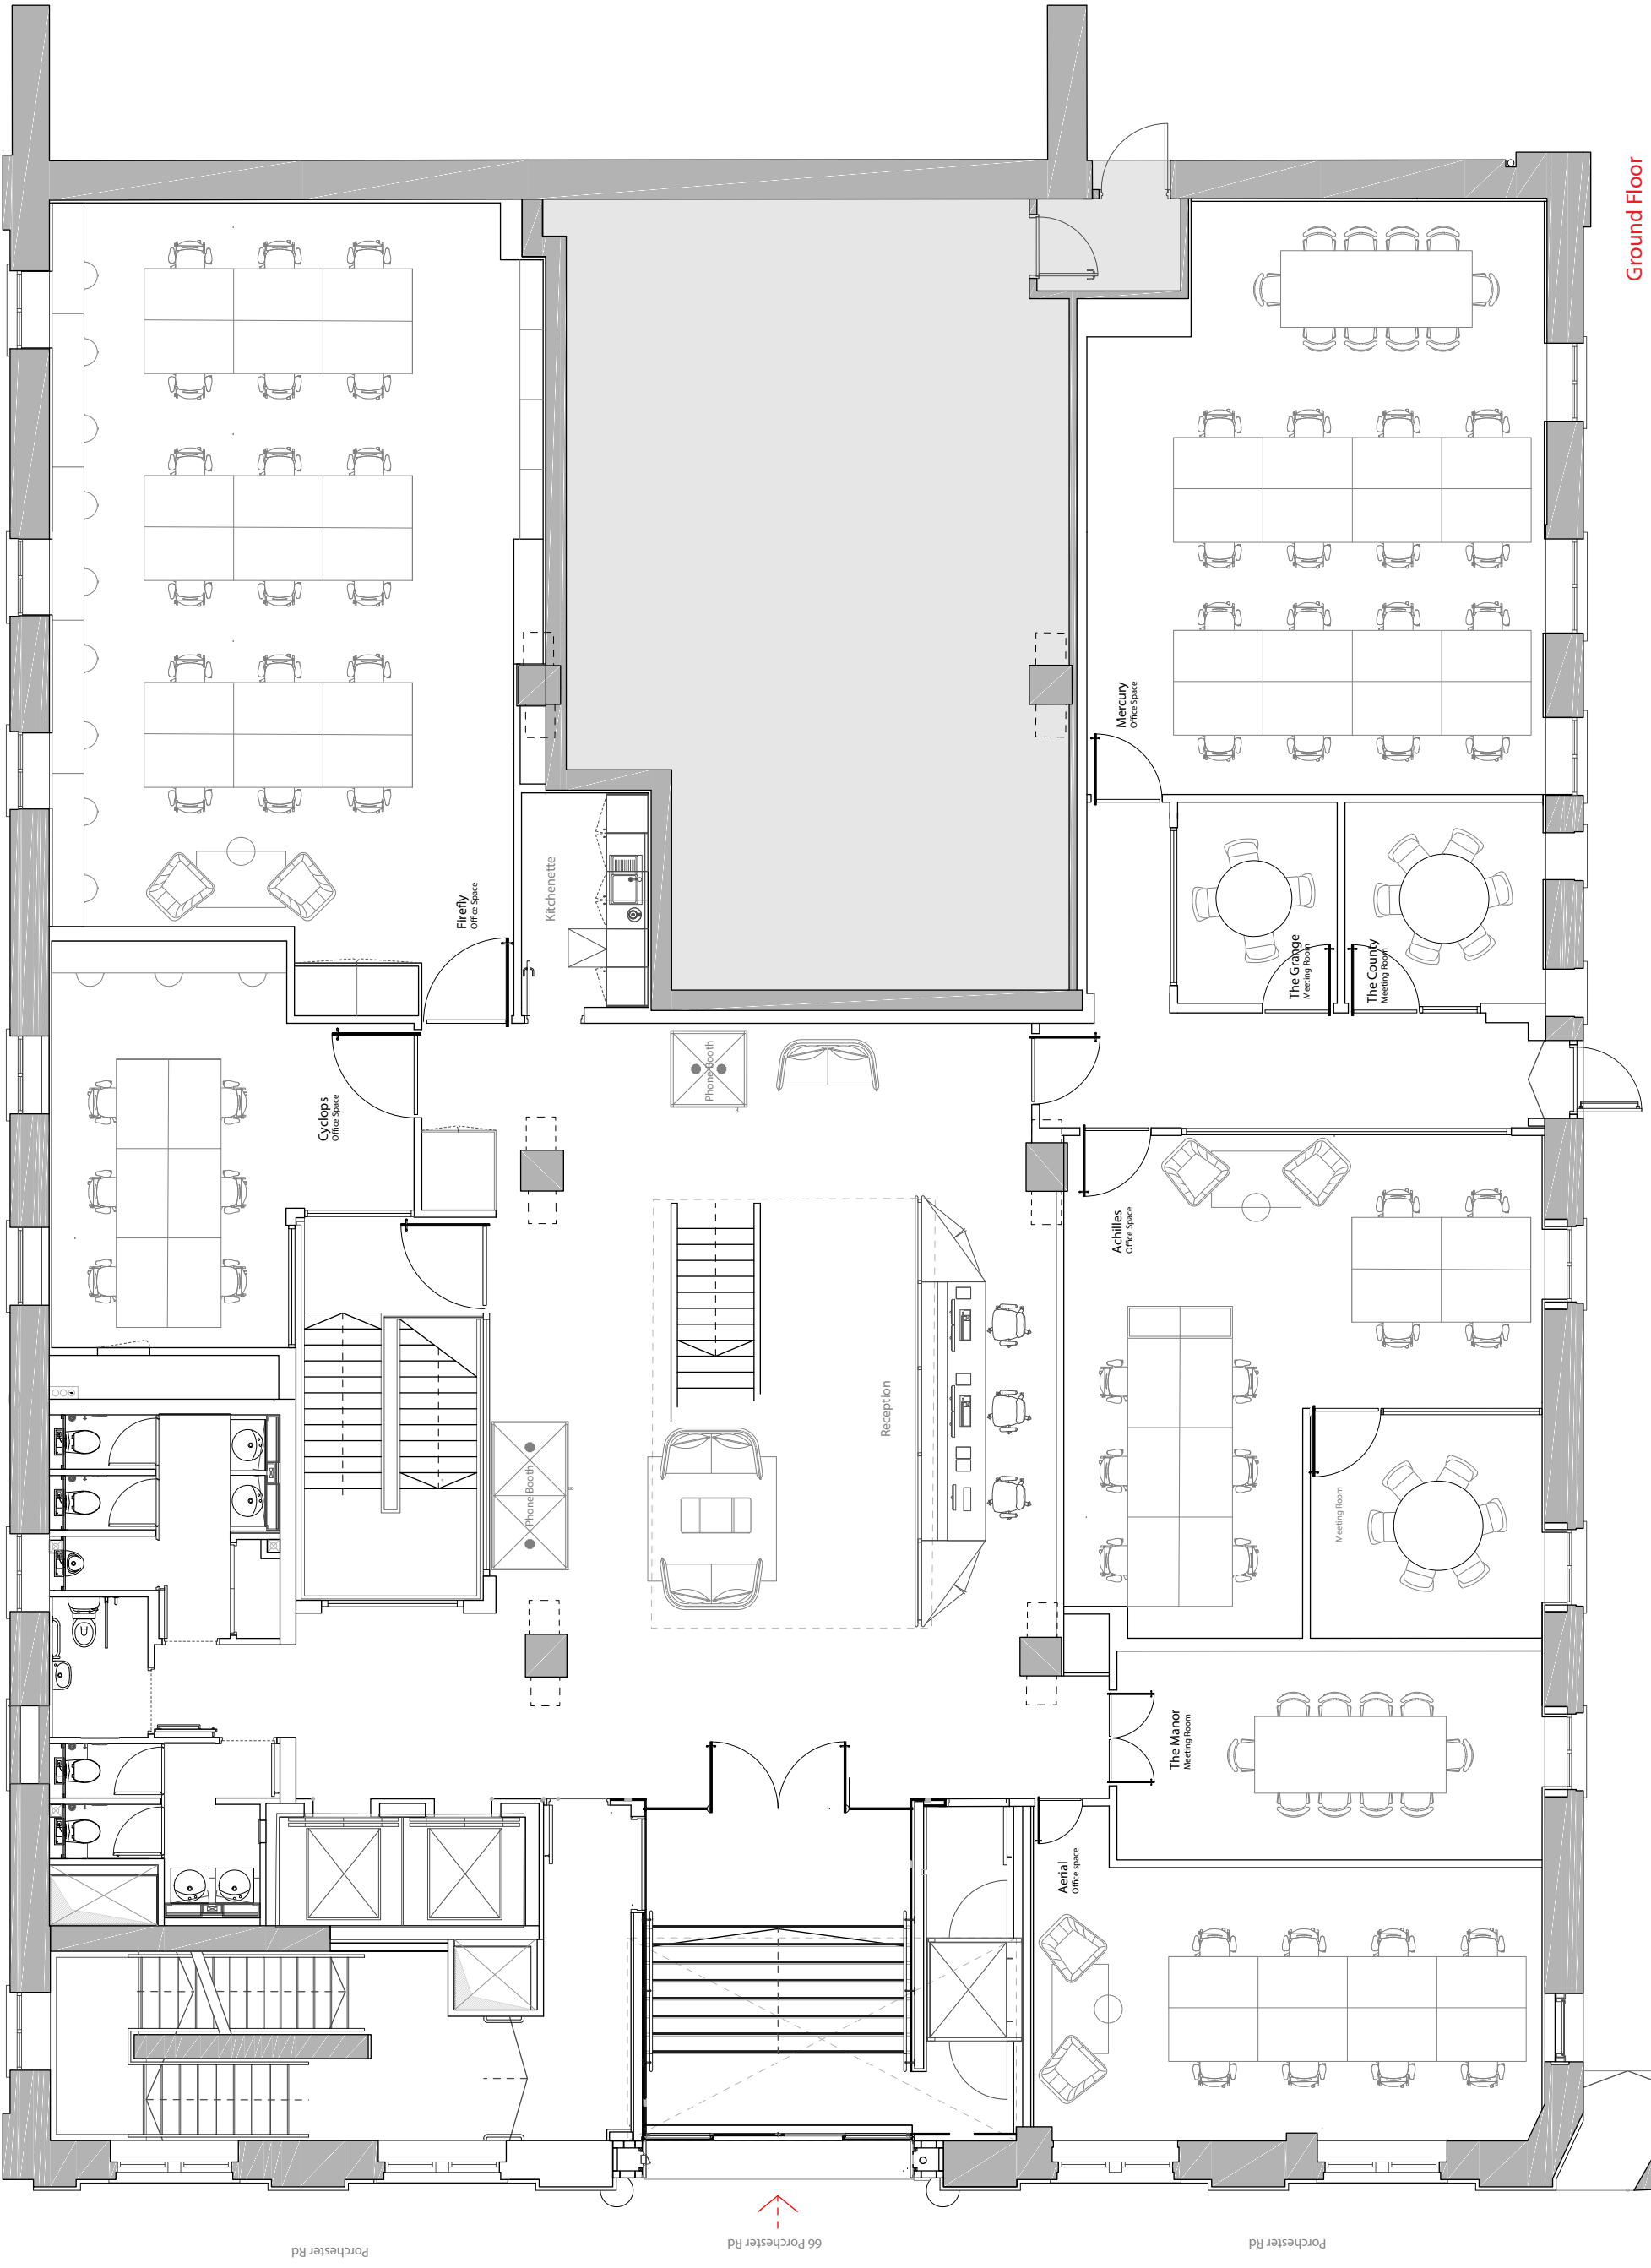 Ground Floor
Mercury
Office Space
Firefly
Office Space
Kitchenette
The Grange
Meeting Room
The County
Meeting Room
Phone Booth
Cyclops
Office Space
Achilles
Office Space
Reception
Phone Booth
Meeting Room
The Manor
Meeting Room
Aerial
Office space
Porchester Rd
66 Porchester Rd
Porchester Rd